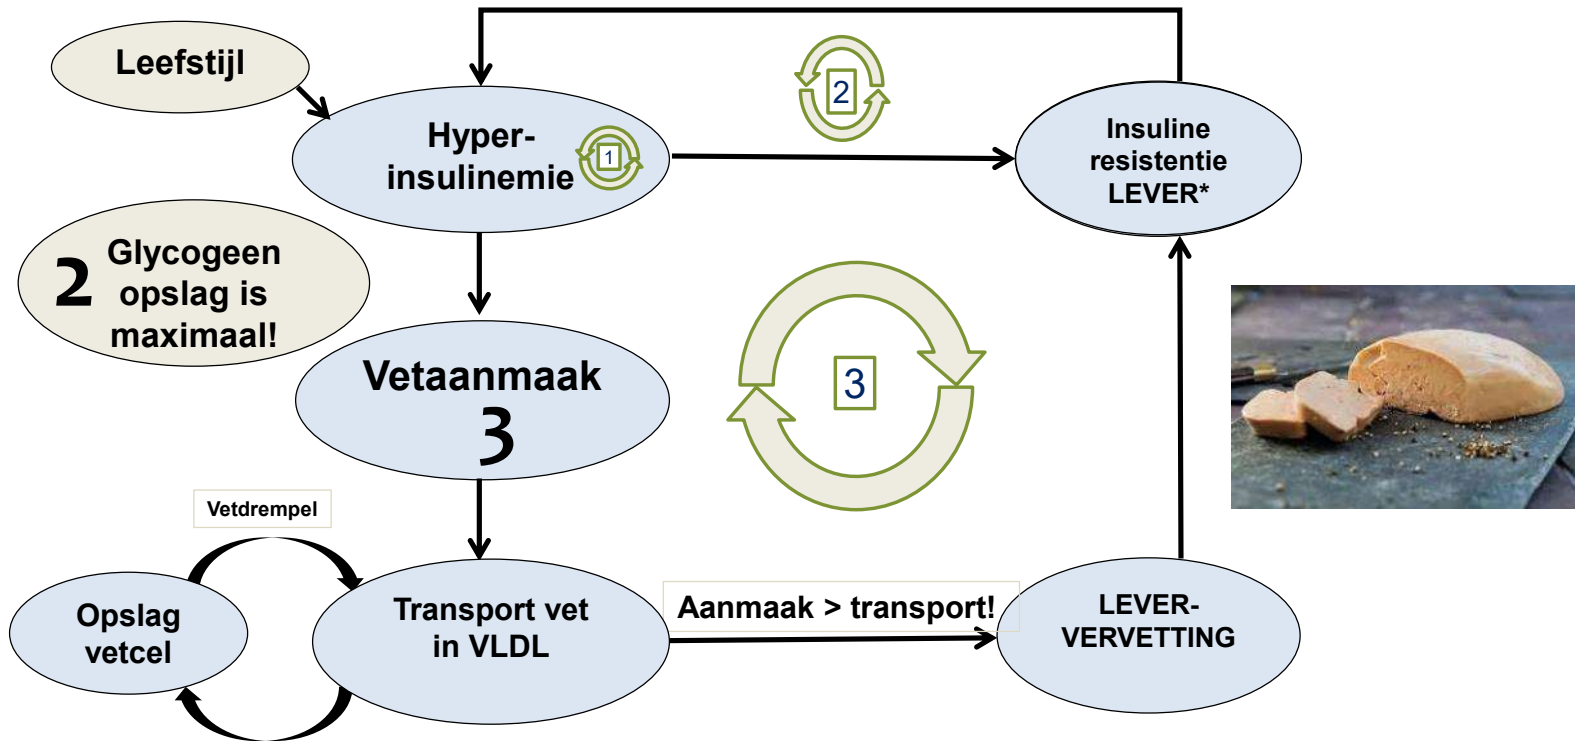 Leefstijl
Hyper-
insulinemie
1
2
Insuline
resistentie
LEVER*
2
Glycogeen
opslag is
maximaal!
Vetaanmaak
3
3
Vetdrempel
Opslag
vetcel
Transport vet
in VLDL
Aanmaak > transport!
LEVER-
VERVETTING